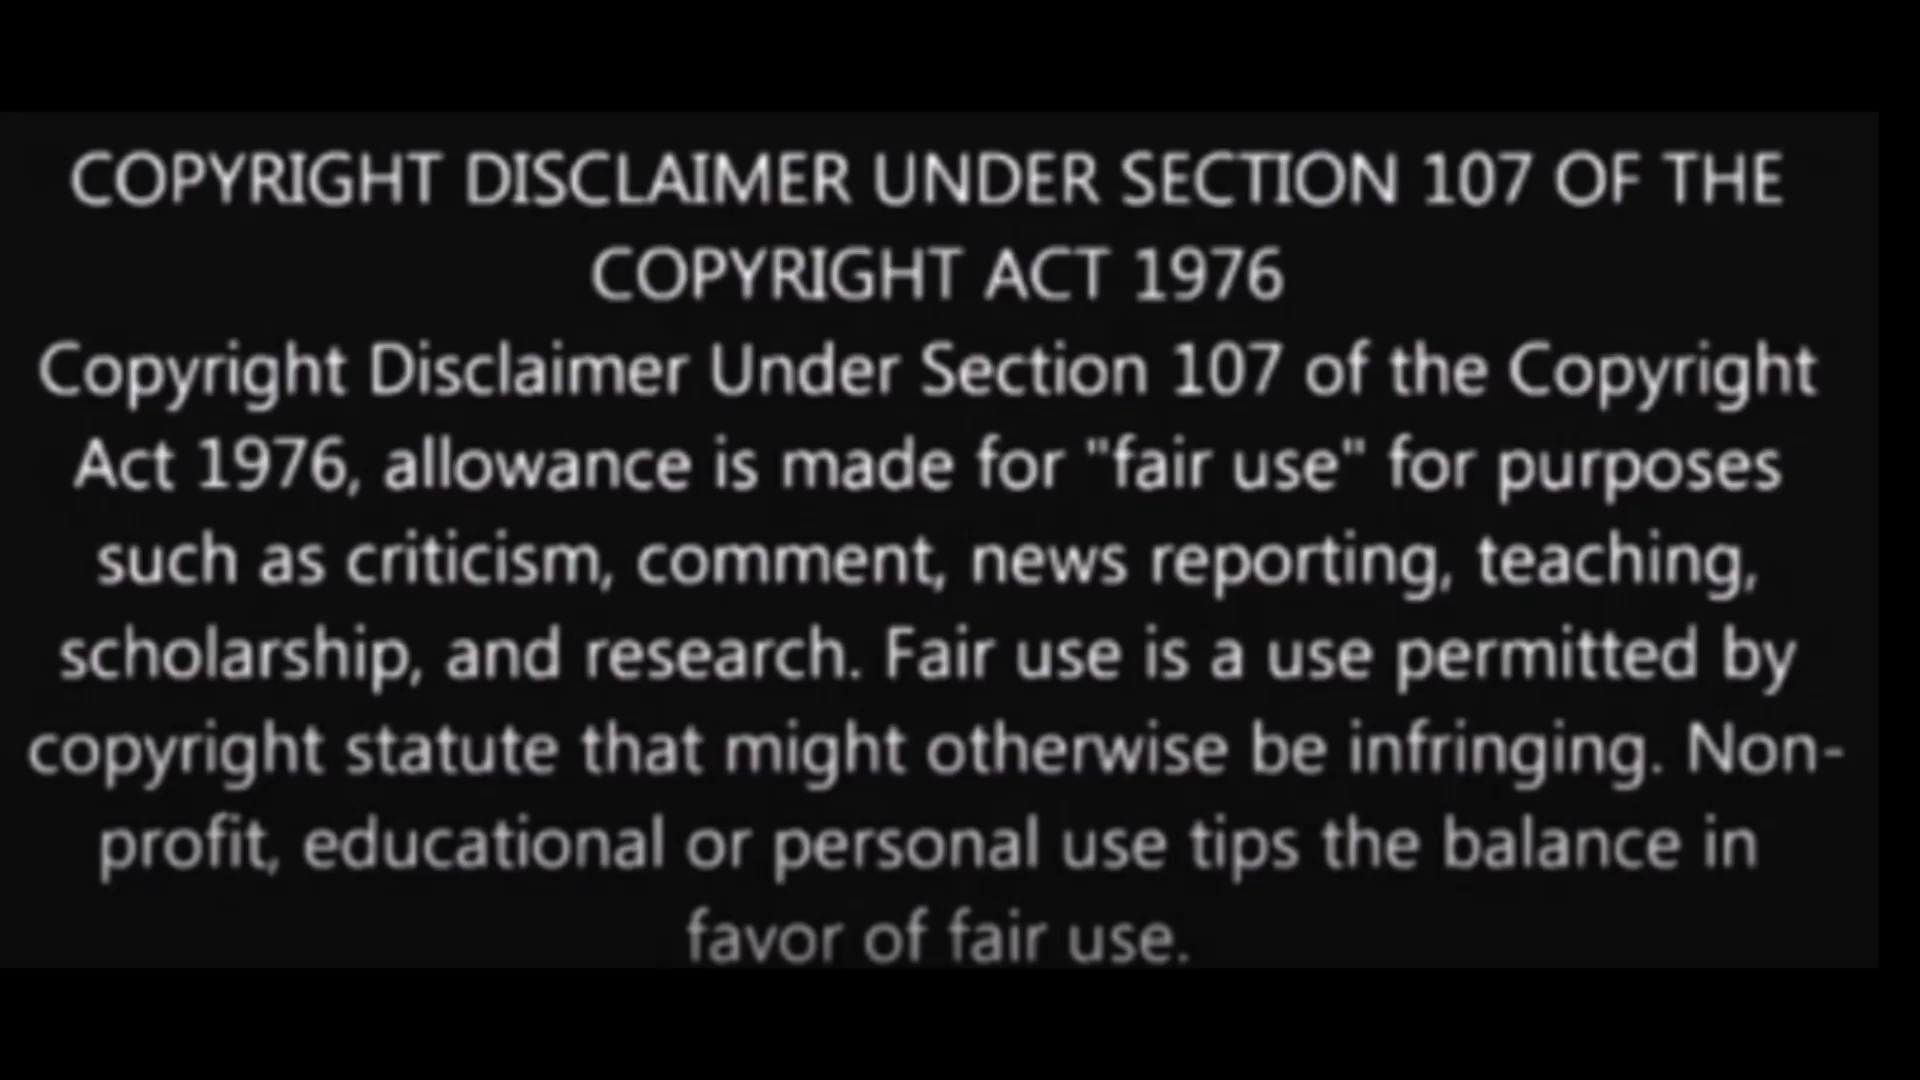 COPYRIGHT DISCLAIMER UNDER SECTION 107 OF THE
COPYRIGHT ACT 1976
Copyright Disclaimer Under Section 107 of the Copyright
Act 1976, allowance is made for "fair use" for purposes
such as criticism, comment, news reporting, teaching,
scholarship, and research. Fair use is a use permitted by
copyright statute that might otherwise be infringing. Non-
profit, educational or personal use tips the balance in
favor of fair use.